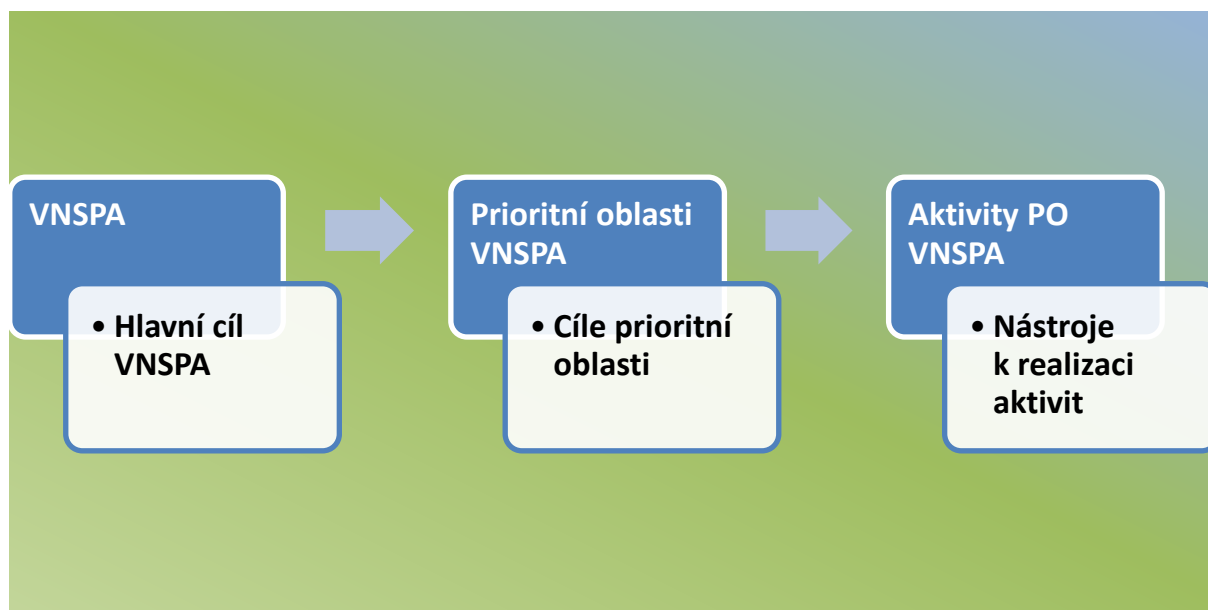 VNSPA
• Hlavní cíl
VNSPA
Prioritní oblasti
VNSPA
• Cíle prioritní
oblasti
Aktivity PO
VNSPA
• Nástroje
k realizaci
aktivit